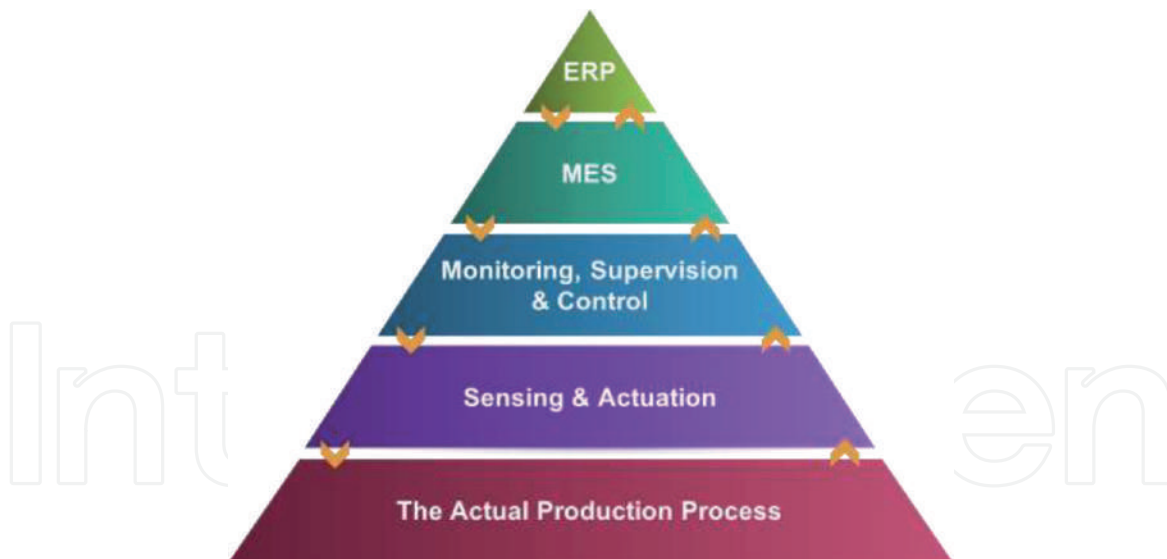 ERP
MES
Monitoring, Supervision
& Control
Sensing & Actuation
The Actual Production Process